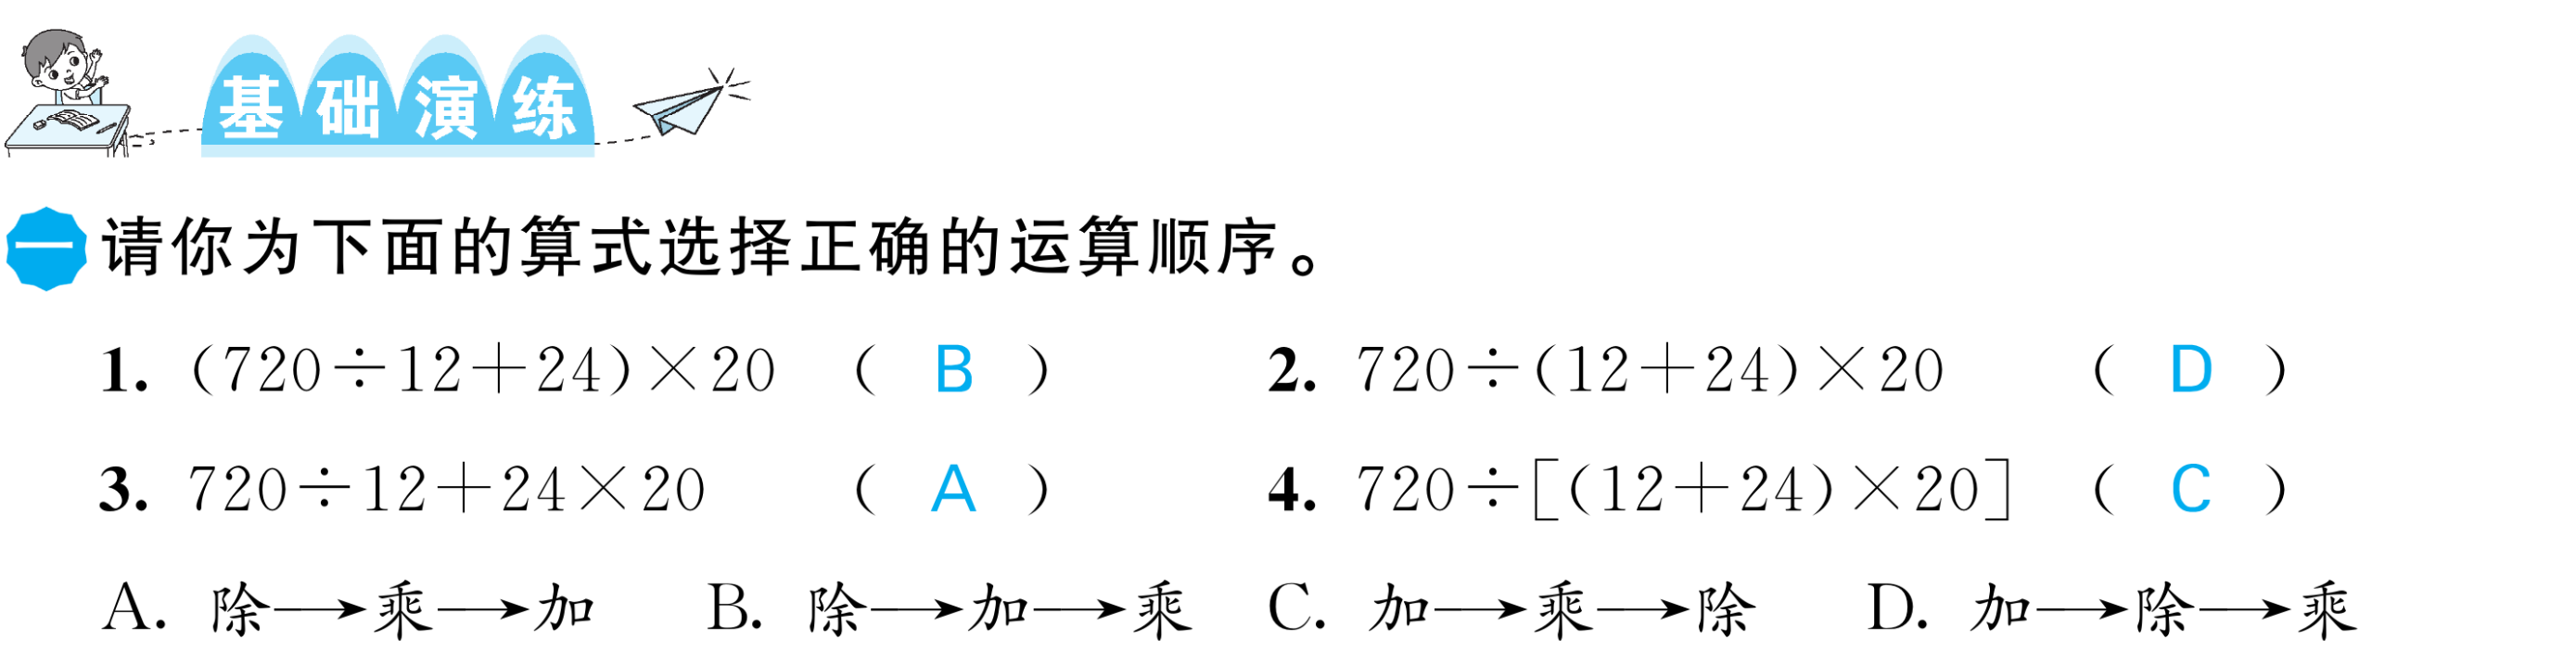 基础演练
一 请你为下面的算式选择正确的运算顺序。
1. (720÷12+24)×20 ( B ) 2. 720÷(12+24)×20 ( D )
3. 720÷12+24×20 ( A ) 4. 720÷[(12+24)×20] ( C )
A. 除→乘→加 B. 除→加→乘 C. 加→乘→除 D. 加→除→乘